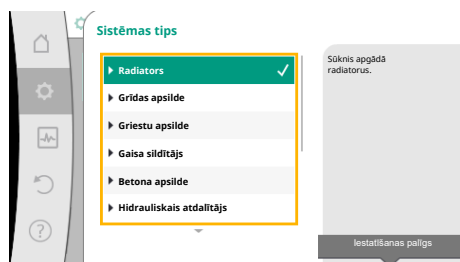 Sistēmas tips
Radiators
Grīdas apsilde
Griestu apsilde
Gaisa sildītājs
Betona apsilde
Hidrauliskais atdalītājs
Sūknis apgādā
radiatorus.
Iestatīšanas palīgs
?